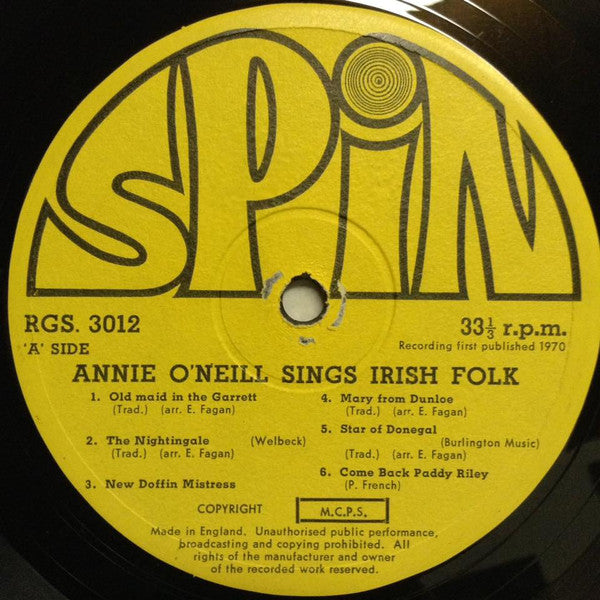 SPiN
RGS. 3012
'A' SIDE
33⅓ r.p.m.
Recording first published 1970
ANNIE O'NEILL SINGS IRISH FOLK
1. Old maid in the Garrett
(Trad.) (arr. E. Fagan)
2. The Nightingale (Welbeck)
(Trad.) (arr. E. Fagan)
3. New Doffin Mistress
4. Mary from Dunloe
(Trad.) (arr. E. Fagan)
5. Star of Donegal
(Burlington Music)
(Trad.) (arr. E. Fagan)
6. Come Back Paddy Riley
(P. French)
COPYRIGHT M.C.P.S.
Made in England. Unauthorised public performance,
broadcasting and copying prohibited. All
rights of the manufacturer and owner
of the recorded work reserved.